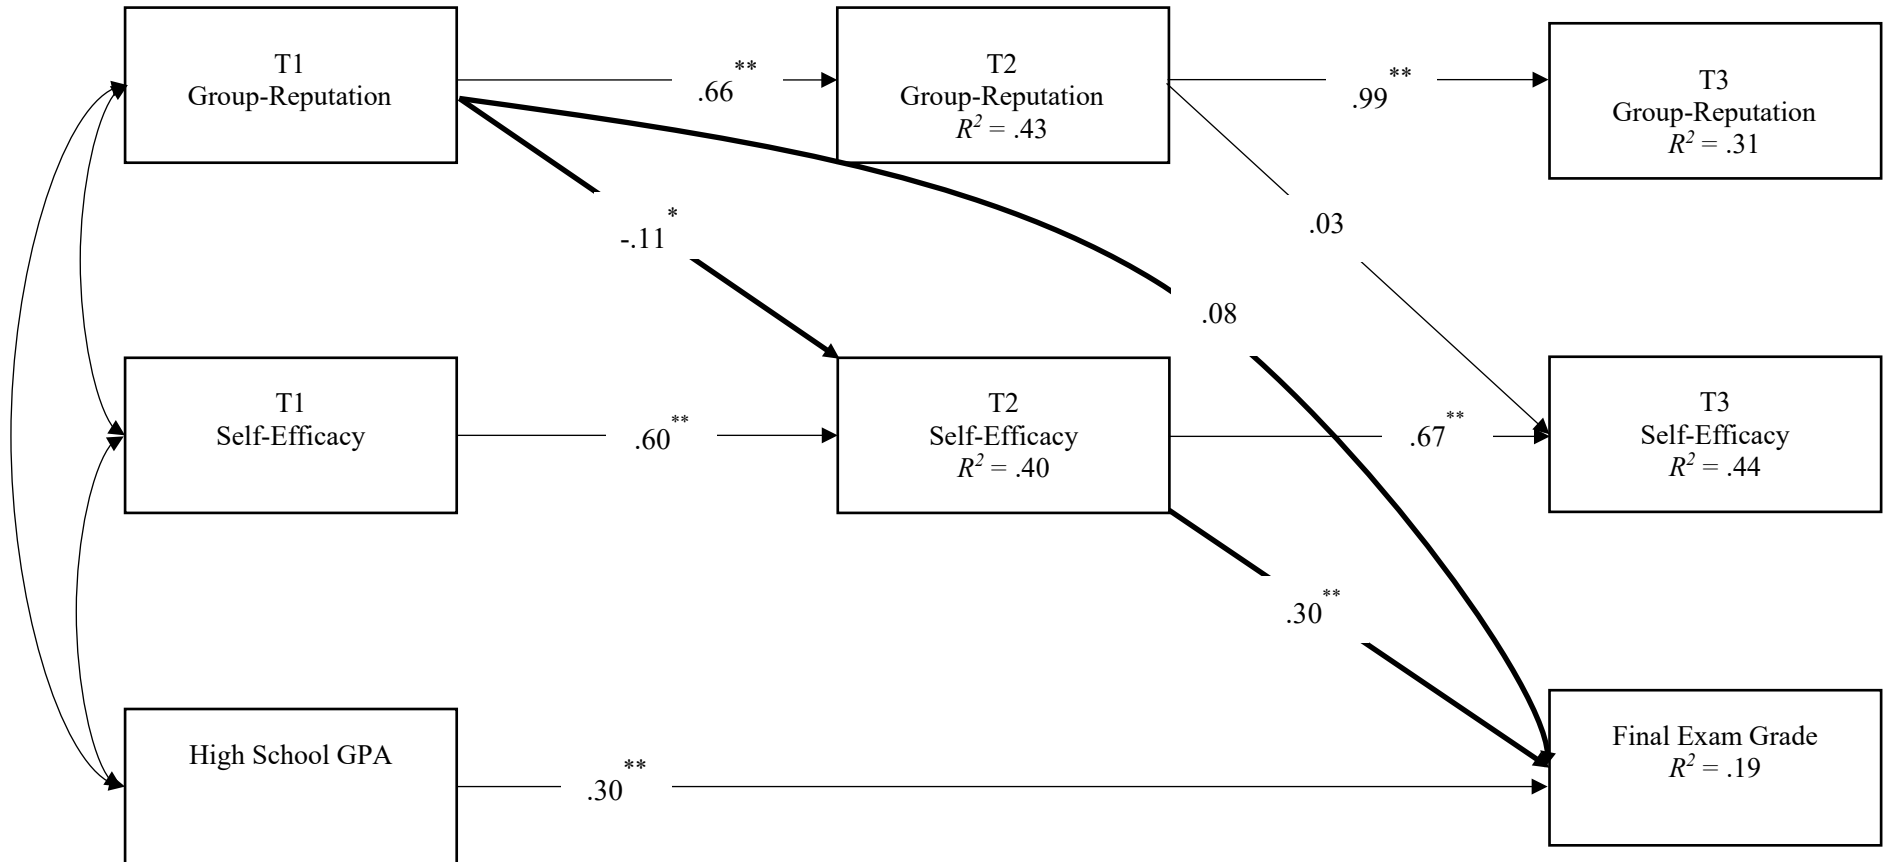 T1
Group-Reputation
.66**
T2
Group-Reputation
R² = .43
.99**
T3
Group-Reputation
R² = .31
-.11*
.03
.08
T1
Self-Efficacy
.60**
T2
Self-Efficacy
R² = .40
.67**
T3
Self-Efficacy
R² = .44
.30**
High School GPA
.30**
Final Exam Grade
R² = .19